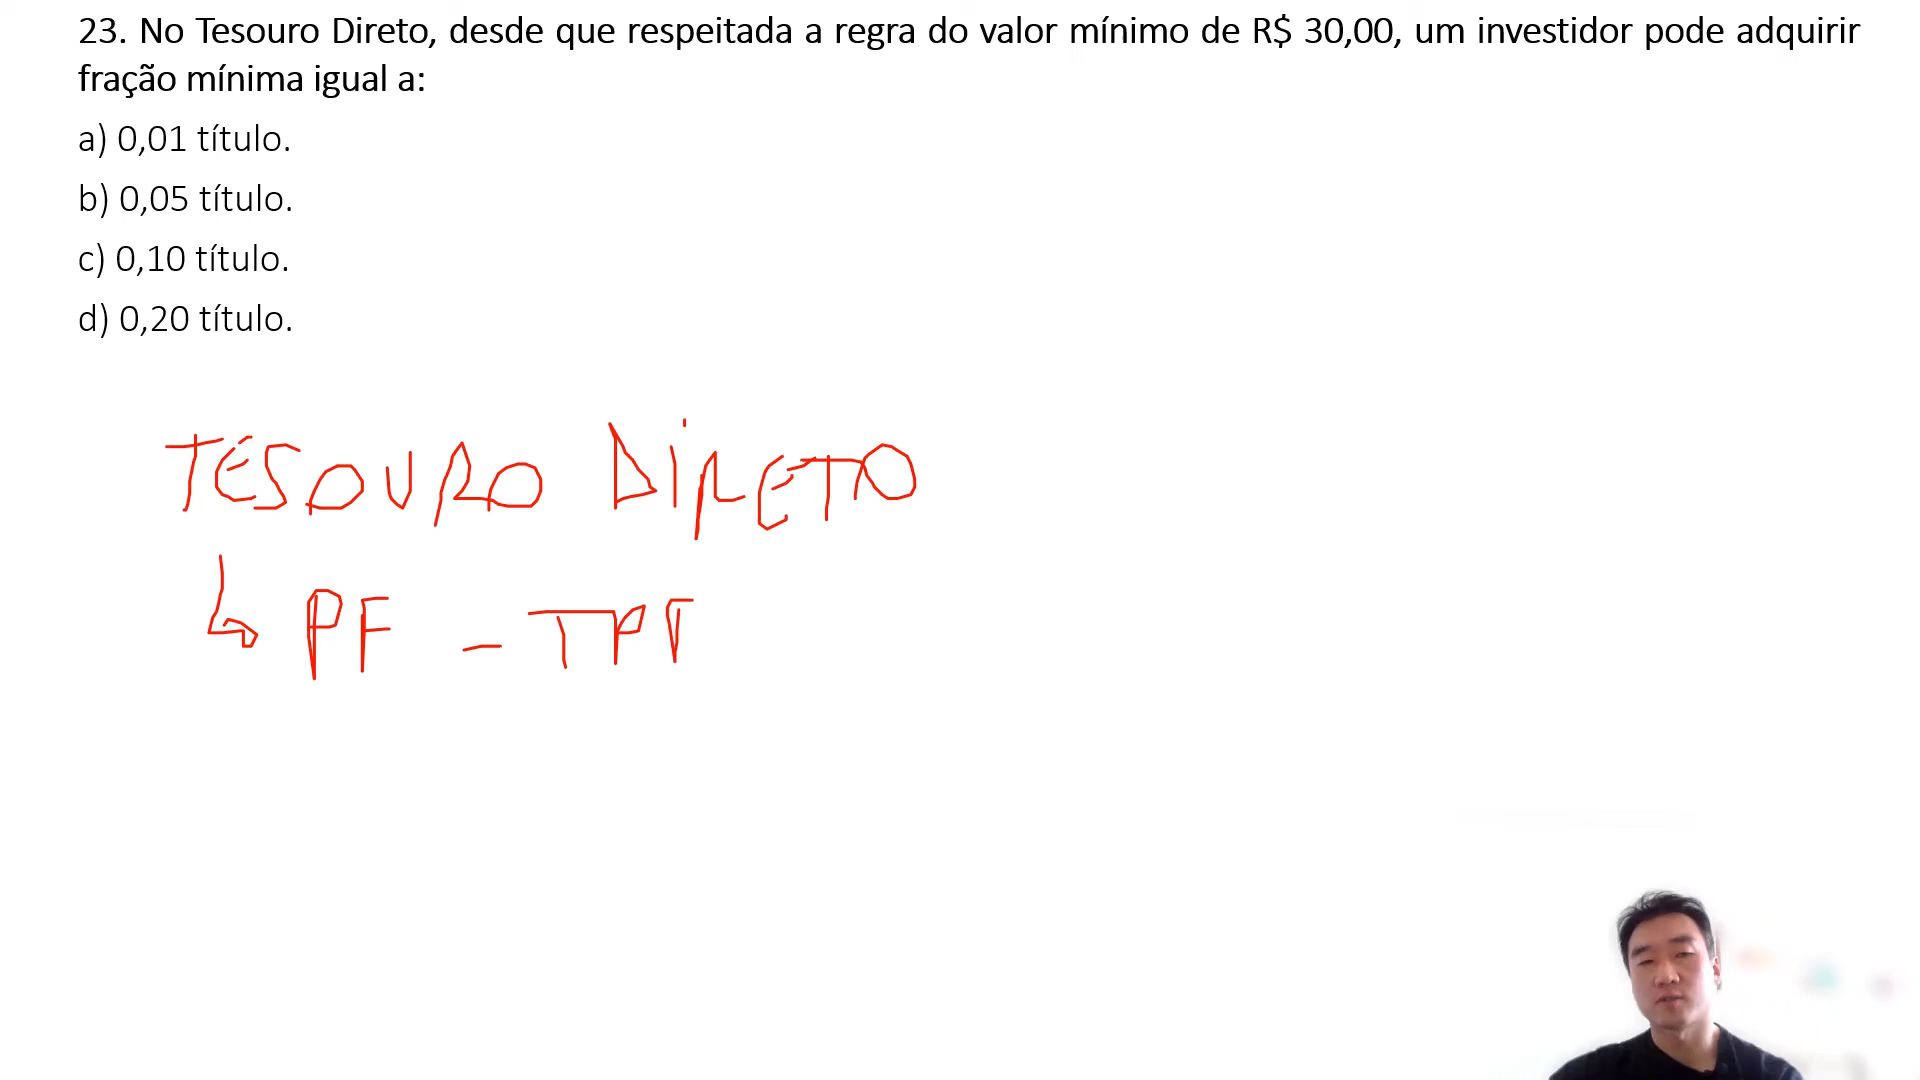 23. No Tesouro Direto, desde que respeitada a regra do valor mínimo de R$ 30,00, um investidor pode adquirir
fração mínima igual a:
a) 0,01 título.
b) 0,05 título.
c) 0,10 título.
d) 0,20 título.
TESOURO DIRETO
PF - TPF